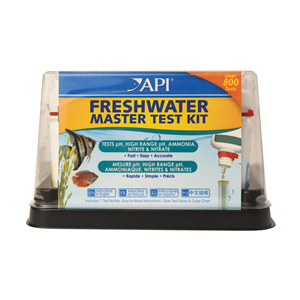 API
Over
800
Tests
FRESHWATER
MASTER TEST KIT
TESTS pH, HIGH RANGE pH, AMMONIA,
NITRITE & NITRATE
• Fast • Easy • Accurate
MESURE pH, HIGH RANGE pH,
AMMONIAQUE, NITRITES & NITRATES
• Rapide • Simple • Précis